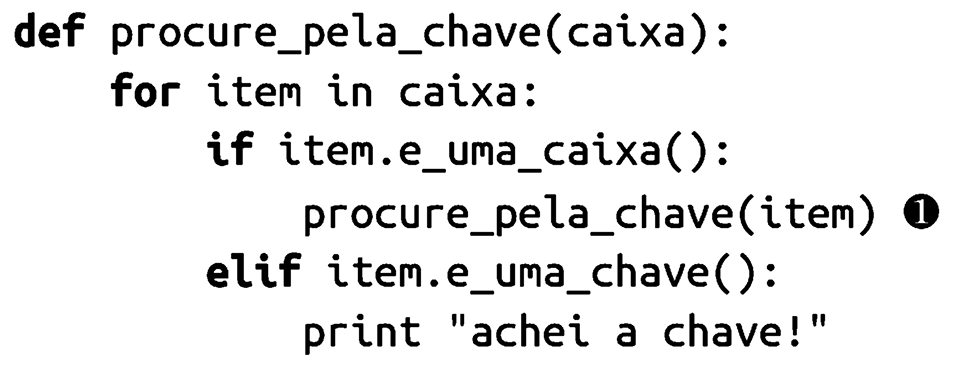 def procure_pela_chave(caixa):
    for item in caixa:
        if item.e_uma_caixa():
            procure_pela_chave(item) ❶
        elif item.e_uma_chave():
            print "achei a chave!"